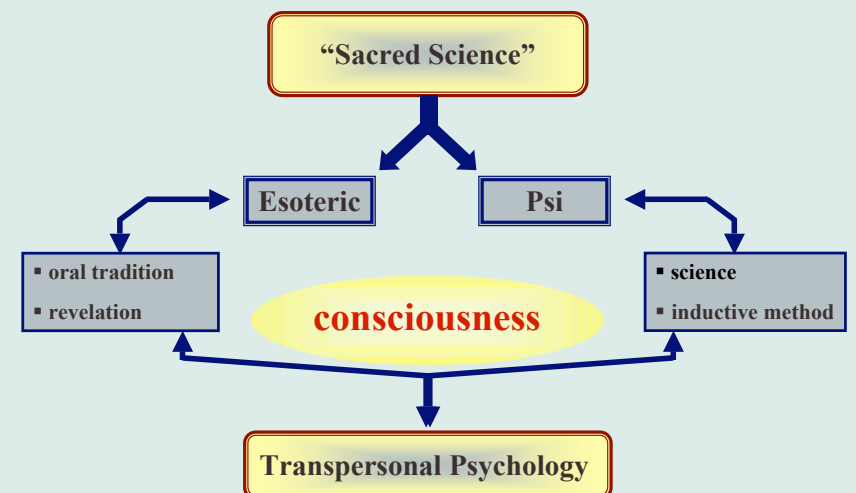 “Sacred Science”
Esoteric
Psi
▪ oral tradition
▪ revelation
▪ science
▪ inductive method
consciousness
Transpersonal Psychology